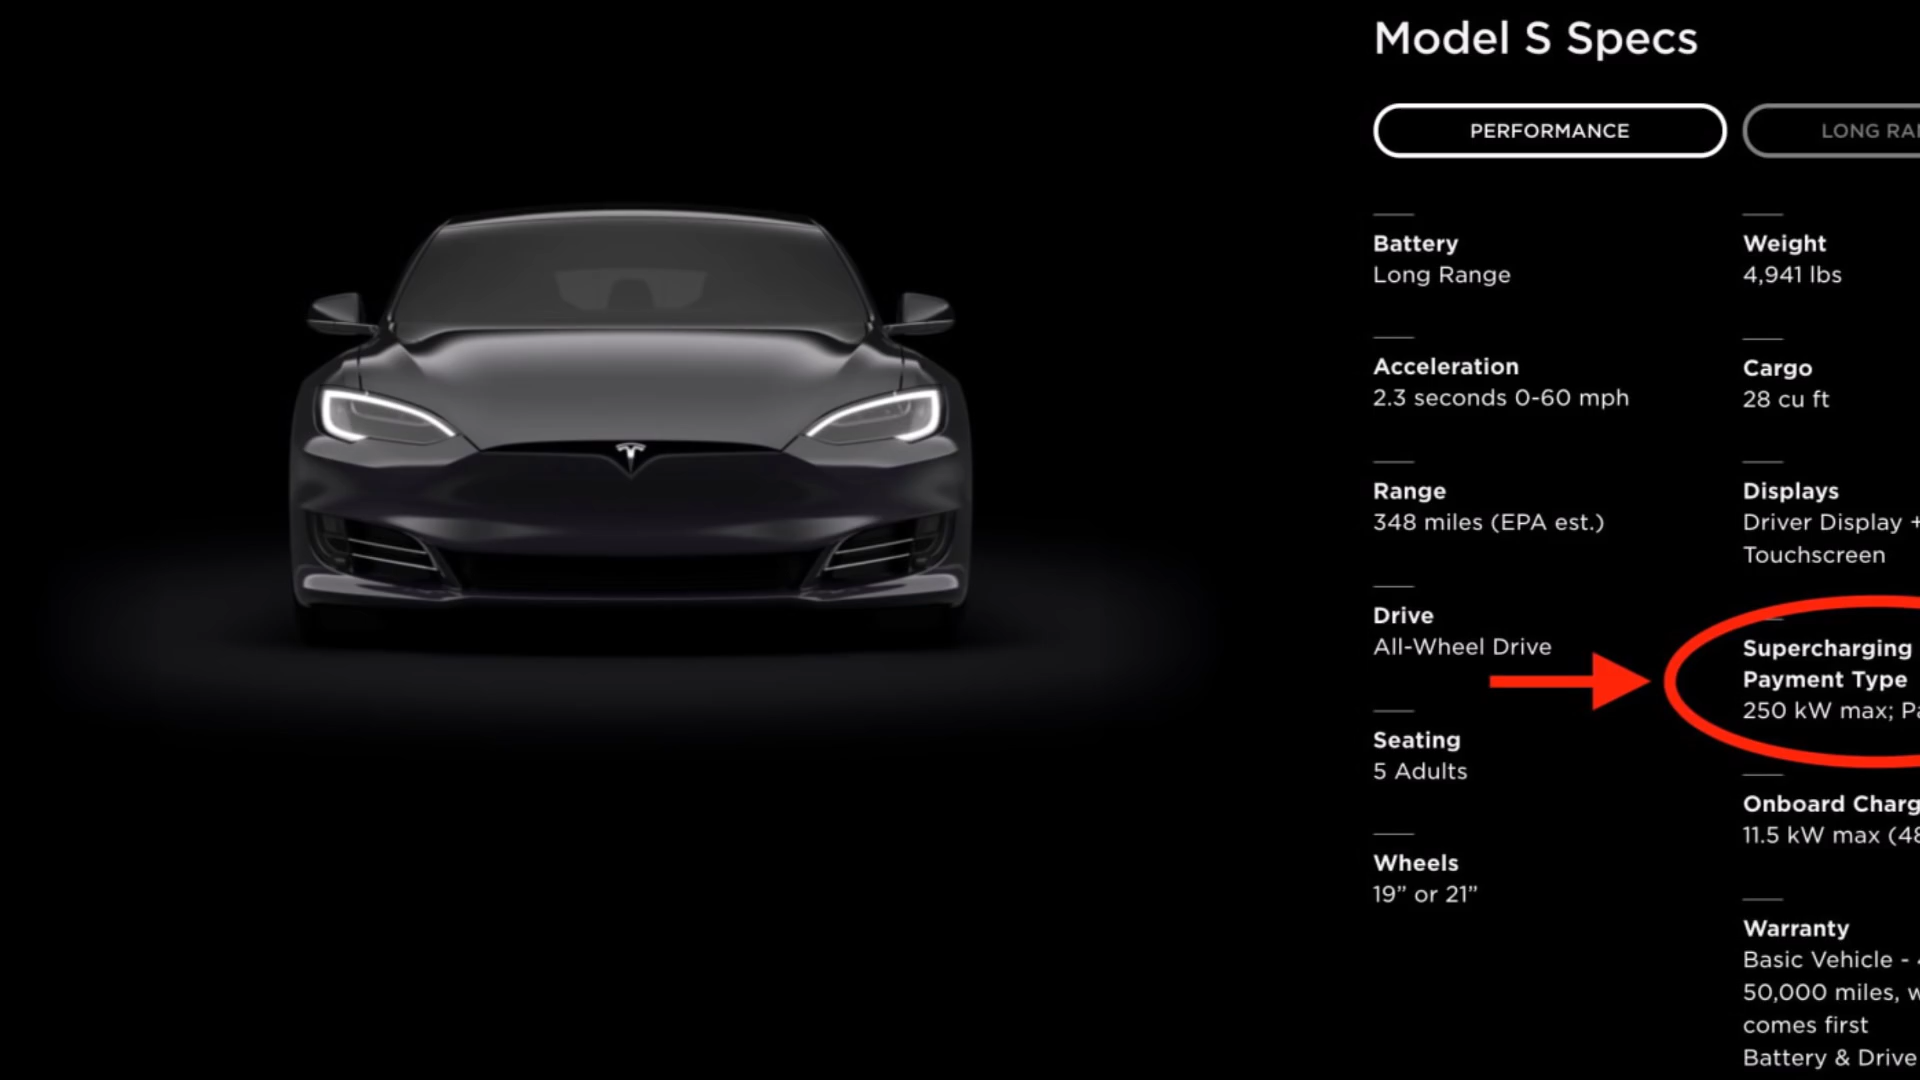 Model S Specs
PERFORMANCE
LONG
Battery
Long Range
Acceleration
2.3 seconds 0-60 mph
Range
348 miles (EPA est.)
Drive
All-Wheel Drive
Seating
5 Adults
Wheels
19” or 21”
Weight
4,941 lbs
Cargo
28 cu ft
Displays
Driver Display +
Touchscreen
Supercharging
Payment Type
250 kW max;
Onboard
11.5 kW max
Warranty
Basic Vehicle -
50,000 miles,
comes first
Battery & Drive